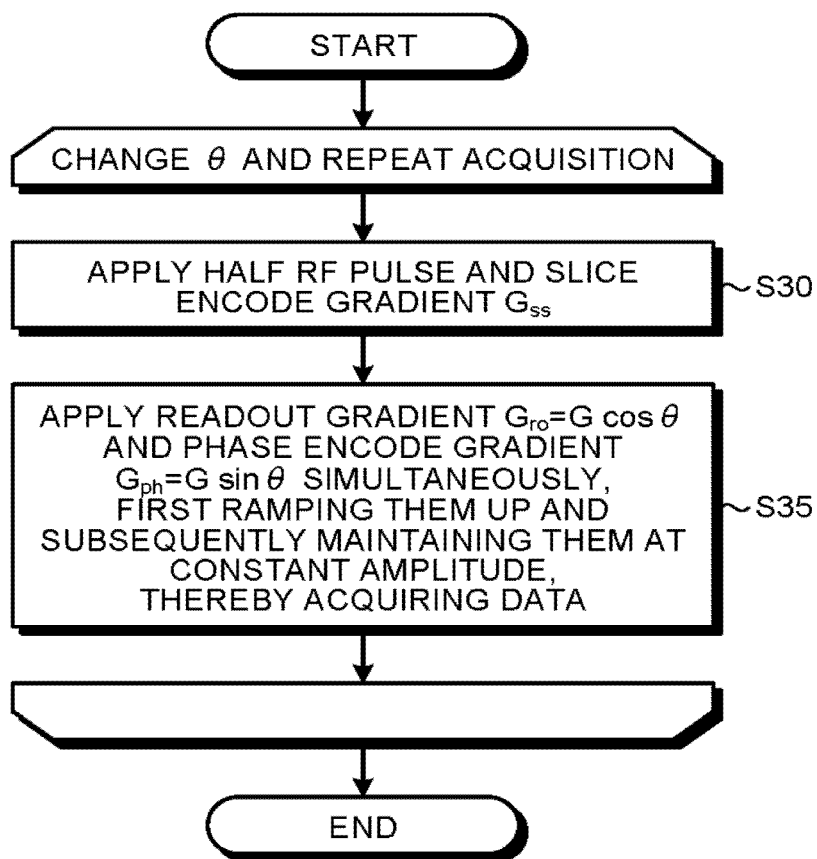 START
CHANGE θ AND REPEAT ACQUISITION
APPLY HALF RF PULSE AND SLICE
ENCODE GRADIENT Gss
~S30
APPLY READOUT GRADIENT Gro=G cos θ
AND PHASE ENCODE GRADIENT
Gph=G sin θ SIMULTANEOUSLY,
FIRST RAMPING THEM UP AND
SUBSEQUENTLY MAINTAINING THEM AT
CONSTANT AMPLITUDE,
THEREBY ACQUIRING DATA
~S35
END